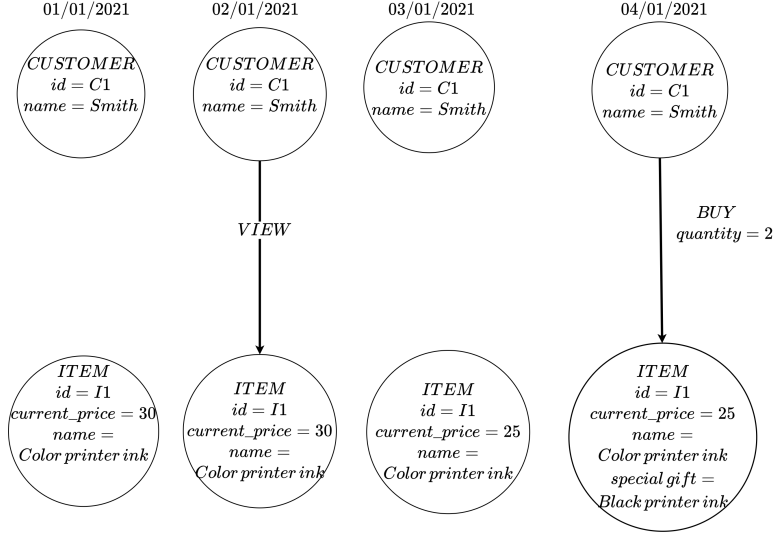 01/01/2021
02/01/2021
03/01/2021
04/01/2021
CUSTOMER
id = C1
name = Smith
CUSTOMER
id = C1
name = Smith
CUSTOMER
id = C1
name = Smith
CUSTOMER
id = C1
name = Smith
VIEW
BUY
quantity = 2
ITEM
id = I1
current_price = 30
name =
Color printer ink
ITEM
id = I1
current_price = 30
name =
Color printer ink
ITEM
id = I1
current_price = 25
name =
Color printer ink
ITEM
id = I1
current_price = 25
name =
Color printer ink
special gift =
Black printer ink